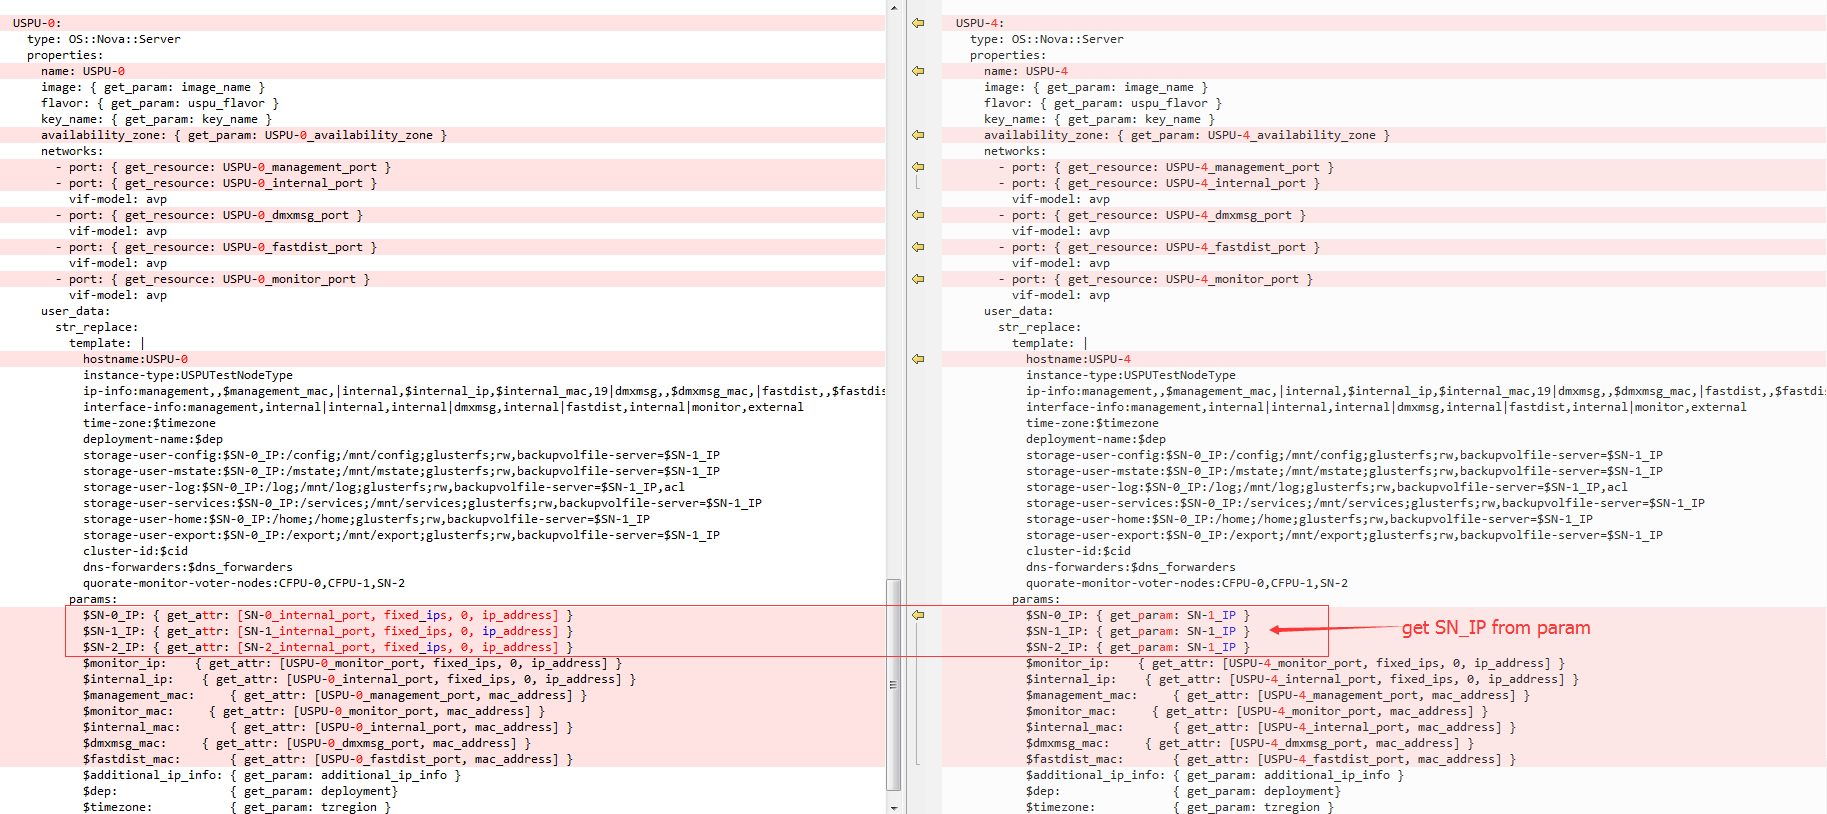 USPU-0:
type: OS::Nova::Server
properties:
name: USPU-0
image: { get_param: image_name }
flavor: { get_param: uspu_flavor }
key_name: { get_param: key_name }
availability_zone: { get_param: USPU-0_availability_zone }
networks:
- port: { get_resource: USPU-0_management_port }
- port: { get_resource: USPU-0_internal_port }
vif-model: avp
- port: { get_resource: USPU-0_dmxmsg_port }
vif-model: avp
- port: { get_resource: USPU-0_fastdist_port }
vif-model: avp
- port: { get_resource: USPU-0_monitor_port }
vif-model: avp
user_data:
str_replace:
template: |
hostname:USPU-0
instance-type:USPUTestNodeType
ip-info:management,,$management_mac,|internal,$internal_ip,$internal_mac,19|dmxmsg,,$dmxmsg_mac,|fastdist,,$fastdis
interface-info:management,internal|internal,internal|dmxmsg,internal|fastdist,internal|monitor,external
time-zone:$timezone
deployment-name:$dep
storage-user-config:$SN-0_IP:/config;/mnt/config;glusterfs;rw,backupvolfile-server=$SN-1_IP
storage-user-mstate:$SN-0_IP:/mstate;/mnt/mstate;glusterfs;rw,backupvolfile-server=$SN-1_IP
storage-user-log:$SN-0_IP:/log;/mnt/log;glusterfs;rw,backupvolfile-server=$SN-1_IP,acl
storage-user-services:$SN-0_IP:/services;/mnt/services;glusterfs;rw,backupvolfile-server=$SN-1_IP
storage-user-home:$SN-0_IP:/home;/home;glusterfs;rw,backupvolfile-server=$SN-1_IP
storage-user-export:$SN-0_IP:/export;/mnt/export;glusterfs;rw,backupvolfile-server=$SN-1_IP
cluster-id:$cid
dns-forwarders:$dns_forwarders
quorate-monitor-voter-nodes:CFPU-0,CFPU-1,SN-2
params:
$SN-0_IP: { get_attr: [SN-0_internal_port, fixed_ips, 0, ip_address] }
$SN-1_IP: { get_attr: [SN-1_internal_port, fixed_ips, 0, ip_address] }
$SN-2_IP: { get_attr: [SN-2_internal_port, fixed_ips, 0, ip_address] }
$monitor_ip: { get_attr: [USPU-0_monitor_port, fixed_ips, 0, ip_address] }
$internal_ip: { get_attr: [USPU-0_internal_port, fixed_ips, 0, ip_address] }
$management_mac: { get_attr: [USPU-0_management_port, mac_address] }
$monitor_mac: { get_attr: [USPU-0_monitor_port, mac_address] }
$internal_mac: { get_attr: [USPU-0_internal_port, mac_address] }
$dmxmsg_mac: { get_attr: [USPU-0_dmxmsg_port, mac_address] }
$fastdist_mac: { get_attr: [USPU-0_fastdist_port, mac_address] }
$additional_ip_info: { get_param: additional_ip_info }
$dep: { get_param: deployment}
$timezone: { get_param: tzregion }
USPU-4:
type: OS::Nova::Server
properties:
name: USPU-4
image: { get_param: image_name }
flavor: { get_param: uspu_flavor }
key_name: { get_param: key_name }
availability_zone: { get_param: USPU-4_availability_zone }
networks:
- port: { get_resource: USPU-4_management_port }
- port: { get_resource: USPU-4_internal_port }
vif-model: avp
- port: { get_resource: USPU-4_dmxmsg_port }
vif-model: avp
- port: { get_resource: USPU-4_fastdist_port }
vif-model: avp
- port: { get_resource: USPU-4_monitor_port }
vif-model: avp
user_data:
str_replace:
template: |
hostname:USPU-4
instance-type:USPUTestNodeType
ip-info:management,,$management_mac,|internal,$internal_ip,$internal_mac,19|dmxmsg,,$dmxmsg_mac,|fastdist,,$fastdis
interface-info:management,internal|internal,internal|dmxmsg,internal|fastdist,internal|monitor,external
time-zone:$timezone
deployment-name:$dep
storage-user-config:$SN-0_IP:/config;/mnt/config;glusterfs;rw,backupvolfile-server=$SN-1_IP
storage-user-mstate:$SN-0_IP:/mstate;/mnt/mstate;glusterfs;rw,backupvolfile-server=$SN-1_IP
storage-user-log:$SN-0_IP:/log;/mnt/log;glusterfs;rw,backupvolfile-server=$SN-1_IP,acl
storage-user-services:$SN-0_IP:/services;/mnt/services;glusterfs;rw,backupvolfile-server=$SN-1_IP
storage-user-home:$SN-0_IP:/home;/home;glusterfs;rw,backupvolfile-server=$SN-1_IP
storage-user-export:$SN-0_IP:/export;/mnt/export;glusterfs;rw,backupvolfile-server=$SN-1_IP
cluster-id:$cid
dns-forwarders:$dns_forwarders
quorate-monitor-voter-nodes:CFPU-0,CFPU-1,SN-2
params:
$SN-0_IP: { get_param: SN-1_IP }
$SN-1_IP: { get_param: SN-1_IP }
$SN-2_IP: { get_param: SN-1_IP }
get SN_IP from param
$monitor_ip: { get_attr: [USPU-4_monitor_port, fixed_ips, 0, ip_address] }
$internal_ip: { get_attr: [USPU-4_internal_port, fixed_ips, 0, ip_address] }
$management_mac: { get_attr: [USPU-4_management_port, mac_address] }
$monitor_mac: { get_attr: [USPU-4_monitor_port, mac_address] }
$internal_mac: { get_attr: [USPU-4_internal_port, mac_address] }
$dmxmsg_mac: { get_attr: [USPU-4_dmxmsg_port, mac_address] }
$fastdist_mac: { get_attr: [USPU-4_fastdist_port, mac_address] }
$additional_ip_info: { get_param: additional_ip_info }
$dep: { get_param: deployment}
$timezone: { get_param: tzregion }